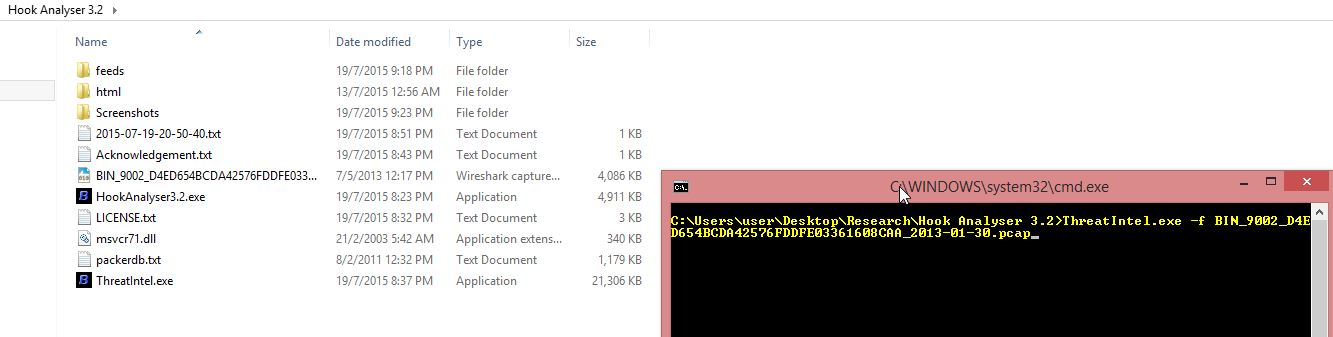 Hook Analyser 3.2
Name Date modified Type Size
feeds 19/7/2015 9:18 PM File folder
html 13/7/2015 12:56 AM File folder
Screenshots 19/7/2015 9:23 PM File folder
2015-07-19-20-50-40.txt 19/7/2015 8:51 PM Text Document 1 KB
Acknowledgement.txt 19/7/2015 8:43 PM Text Document 1 KB
BIN_9002_D4ED654BCDA42576FDDFE033... 7/5/2013 12:17 PM Wireshark capture... 4,086 KB
HookAnalyser3.2.exe 19/7/2015 8:23 PM Application 4,911 KB
LICENSE.txt 19/7/2015 8:32 PM Text Document 3 KB
msvcr71.dll 21/2/2003 5:42 AM Application extens... 340 KB
packerdb.txt 8/2/2011 12:32 PM Text Document 1,179 KB
ThreatIntel.exe 19/7/2015 8:37 PM Application 21,306 KB
C:\WINDOWS\system32\cmd.exe
C:\Users\user\Desktop\Research\Hook Analyser 3.2>ThreatIntel.exe -f BIN_9002_D4E
D654BCDA42576FDDFE03361608CAA_2013-01-30.pcap_